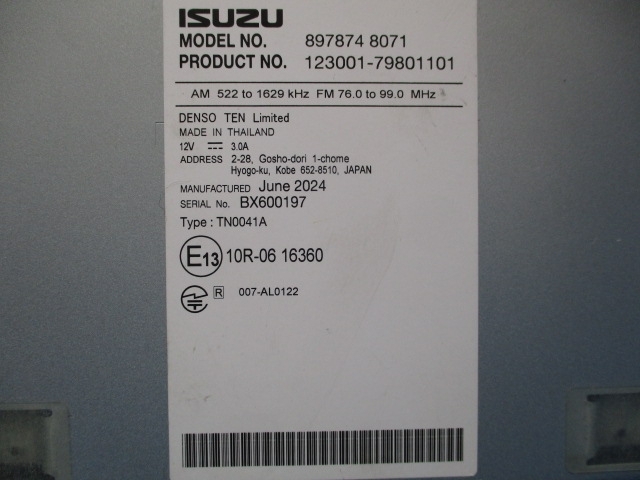 ISUZU
MODEL NO. 897874 8071
PRODUCT NO. 123001-79801101
AM 522 to 1629 kHz FM 76.0 to 99.0 MHz
DENSO TEN Limited
MADE IN THAILAND
12V ⎓ 3.0A
ADDRESS 2-28, Gosho-dori 1-chome
Hyogo-ku, Kobe 652-8510, JAPAN
MANUFACTURED June 2024
SERIAL No. BX600197
Type : TN0041A
E13 10R-06 16360
R 007-AL0122